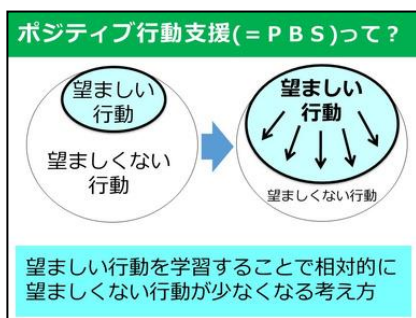 ポジティブ行動支援(=PBS)って?
望ましい
行動
望ましくない
行動
望ましい
行動
望ましくない行動
望ましい行動を学習することで相対的に
望ましくない行動が少なくなる考え方